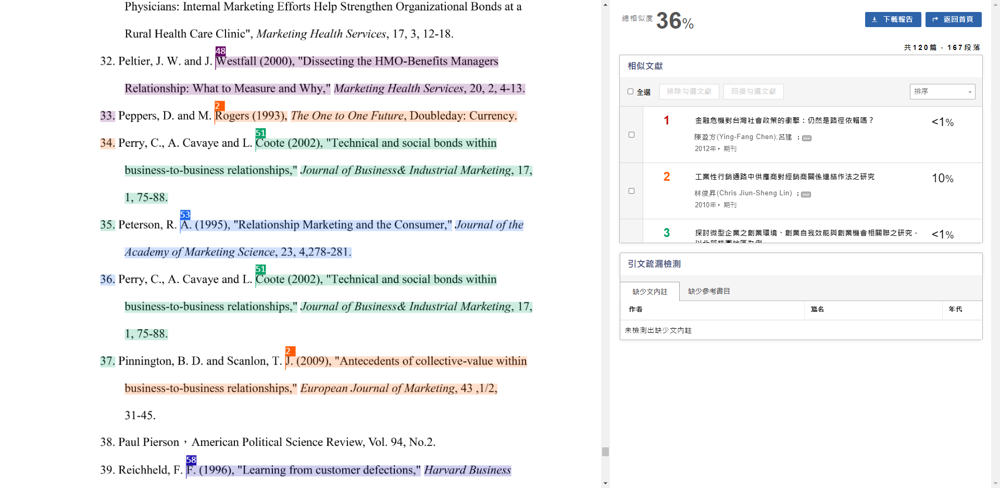 Physicians: Internal Marketing Efforts Help Strengthen Organizational Bonds at a
Rural Health Care Clinic", Marketing Health Services, 17, 3, 12-18.
48
32. Peltier, J. W. and J. Westfall (2000), "Dissecting the HMO-Benefits Managers
Relationship: What to Measure and Why," Marketing Health Services, 20, 2, 4-13.
2
33. Peppers, D. and M. Rogers (1993), The One to One Future, Doubleday: Currency.
51
34. Perry, C., A. Cavaye and L. Coote (2002), "Technical and social bonds within
business-to-business relationships," Journal of Business& Industrial Marketing, 17,
1, 75-88.
53
35. Peterson, R. A. (1995), "Relationship Marketing and the Consumer," Journal of the
Academy of Marketing Science, 23, 4,278-281.
51
36. Perry, C., A. Cavaye and L. Coote (2002), "Technical and social bonds within
business-to-business relationships," Journal of Business& Industrial Marketing, 17,
1, 75-88.
2
37. Pinnington, B. D. and Scanlon, T. J. (2009), "Antecedents of collective-value within
business-to-business relationships," European Journal of Marketing, 43 ,1/2,
31-45.
38. Paul Pierson，American Political Science Review, Vol. 94, No.2.
58
39. Reichheld, F. F. (1996), "Learning from customer defections," Harvard Business
總相似度 36%
下載報告 返回首頁
共120篇 · 167段落
相似文獻
全選 排除勾選文獻 回復勾選文獻 排序
1 金融危機對台灣社會政策的衝擊：仍然是路徑依賴嗎？ <1%
陳盈方(Ying-Fang Chen);呂建 ；
2012年• 期刊
2 工業性行銷通路中供應商對經銷商關係連結作法之研究 10%
林俊昇(Chris Jiun-Sheng Lin) ；
2010年• 期刊
3 探討微型企業之創業環境、創業自我效能與創業機會相關聯之研究 - <1%
以北部桃園地區為例
引文疏漏檢測
缺少文內註 缺少參考書目
作者 篇名 年代
未檢測出缺少文內註